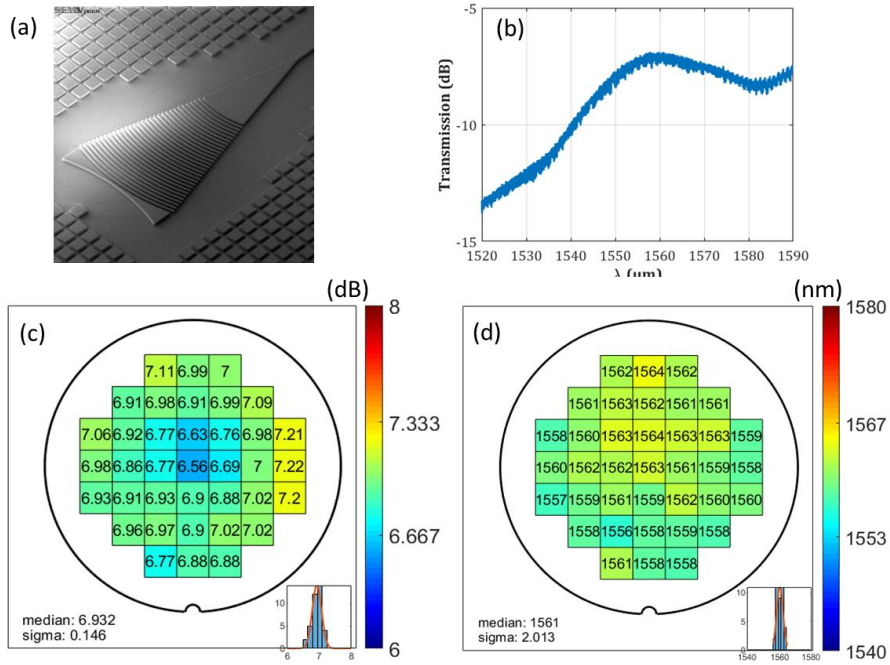 (a)
SEMVision
(b)
Transmission (dB)
-5
-10
-15
1520 1530 1540 1550 1560 1570 1580 1590
λ (μm)
(c)
(dB)
7.11 6.99 7
6.91 6.98 6.91 6.99 7.09
7.06 6.92 6.77 6.63 6.76 6.98 7.21
6.98 6.86 6.77 6.56 6.69 7 7.22
6.93 6.91 6.93 6.9 6.88 7.02 7.2
6.96 6.97 6.9 7.02 7.02
6.77 6.88 6.88
8
7.333
6.667
6
median: 6.932
sigma: 0.146
10
5
0
6 7 8
(d)
(nm)
1562 1564 1562
1561 1563 1562 1561 1561
1558 1560 1563 1564 1563 1563 1559
1560 1562 1562 1563 1561 1559 1558
1557 1559 1561 1559 1562 1560 1560
1558 1556 1558 1559 1558
1561 1558 1558
1580
1567
1553
1540
median: 1561
sigma: 2.013
10
5
0
1540 1560 1580